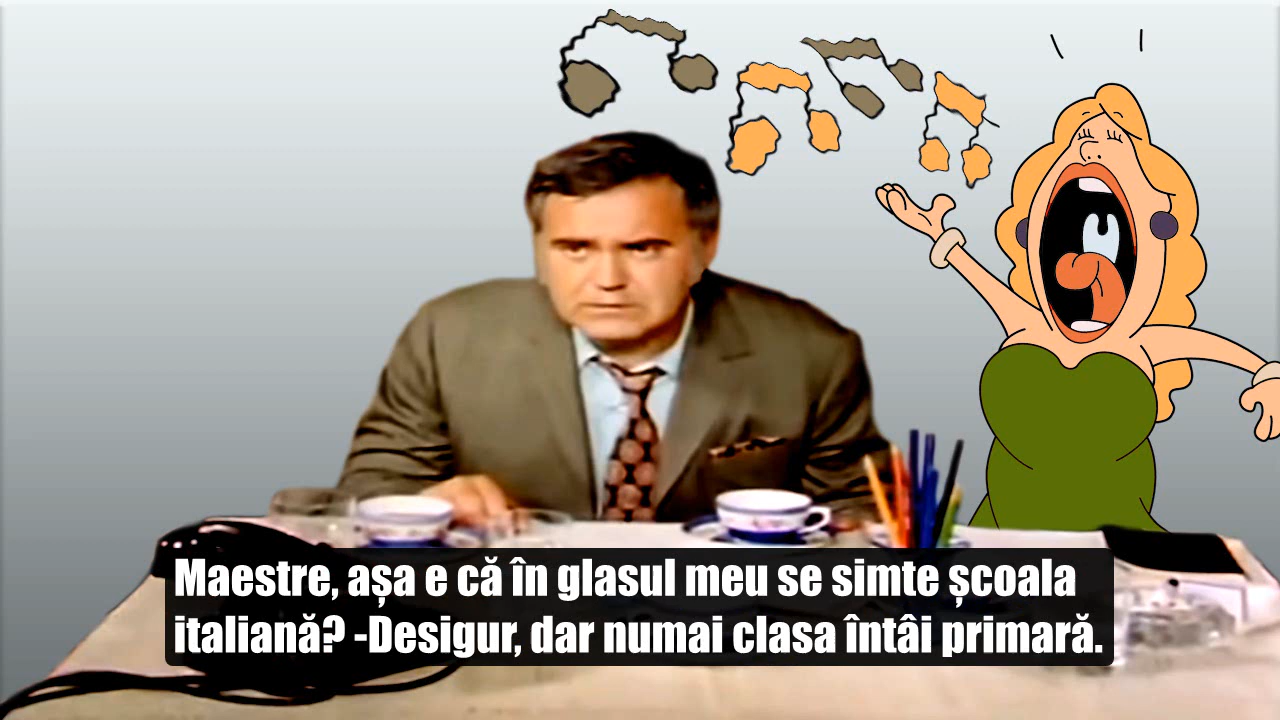 Maestre, așa e că în glasul meu se simte școala
italiană? -Desigur, dar numai clasa întâi primară.